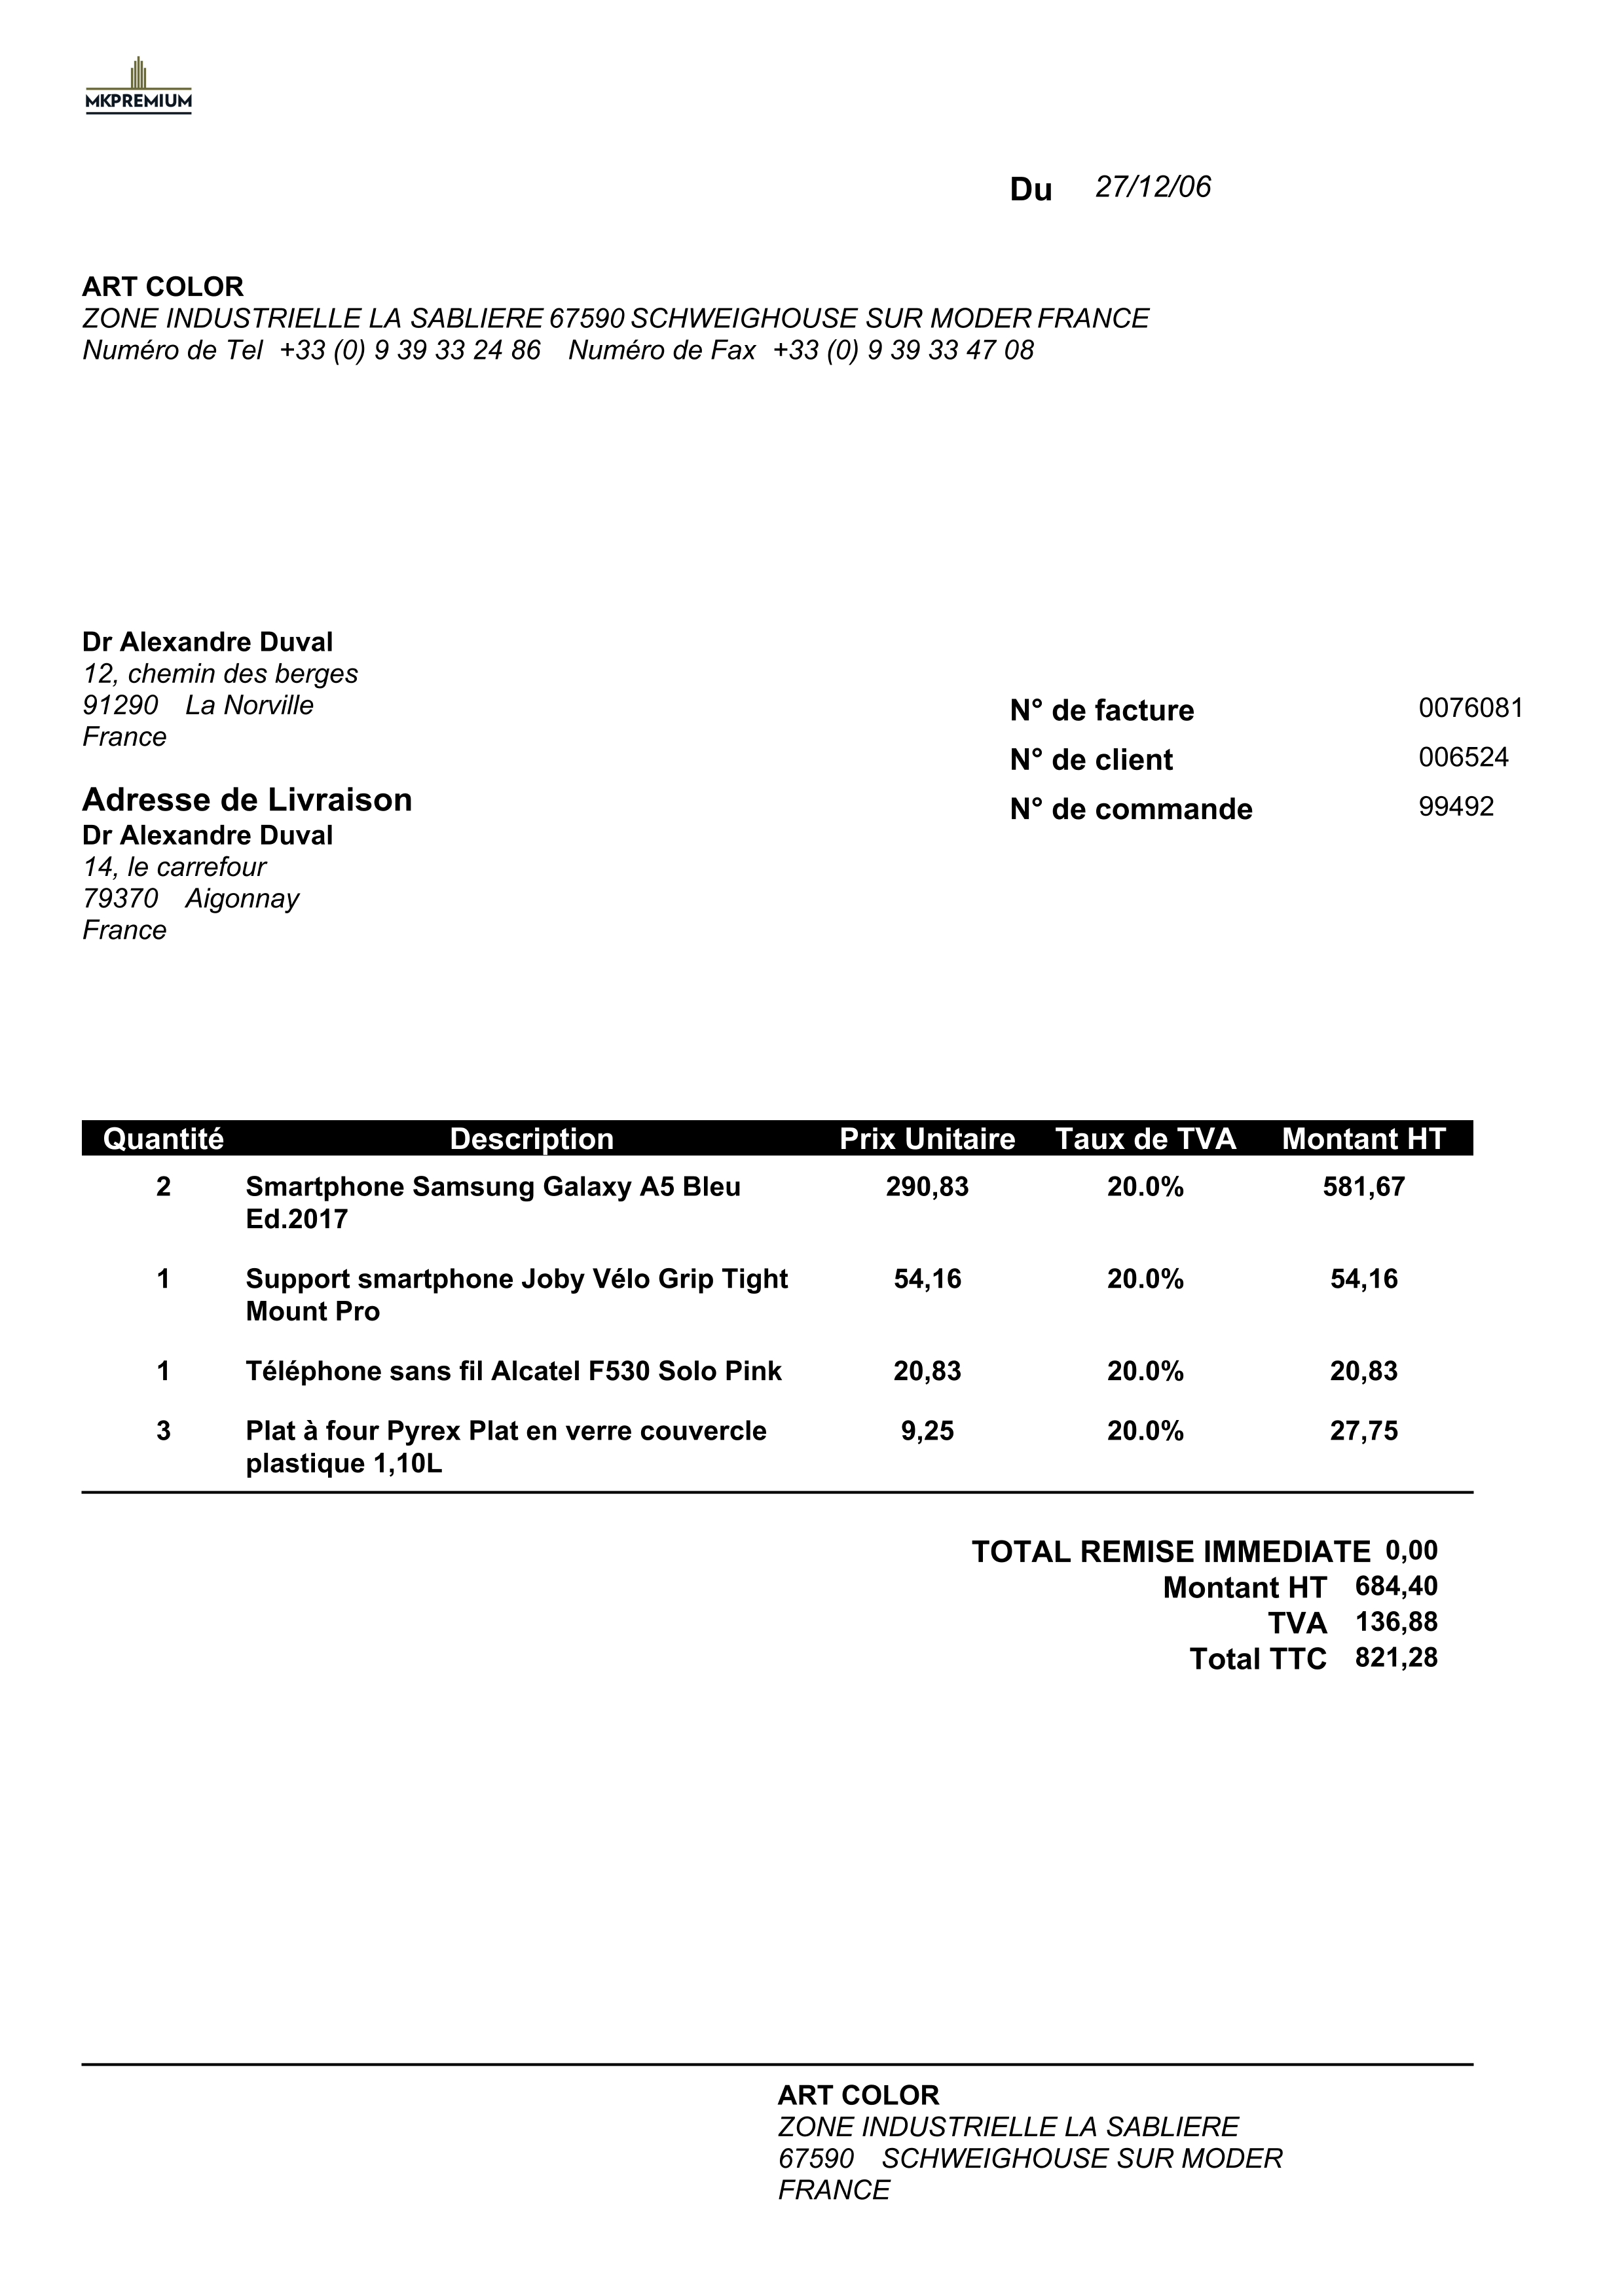 MKPREMIUM
Du 27/12/06
ART COLOR
ZONE INDUSTRIELLE LA SABLIERE 67590 SCHWEIGHOUSE SUR MODER FRANCE
Numéro de Tel +33 (0) 9 39 33 24 86 Numéro de Fax +33 (0) 9 39 33 47 08
Dr Alexandre Duval
12, chemin des berges
91290 La Norville
France
N° de facture 0076081
N° de client 006524
N° de commande 99492
Adresse de Livraison
Dr Alexandre Duval
14, le carrefour
79370 Aigonnay
France
Quantité Description Prix Unitaire Taux de TVA Montant HT
2 Smartphone Samsung Galaxy A5 Bleu 290,83 20.0% 581,67
Ed.2017
1 Support smartphone Joby Vélo Grip Tight 54,16 20.0% 54,16
Mount Pro
1 Téléphone sans fil Alcatel F530 Solo Pink 20,83 20.0% 20,83
3 Plat à four Pyrex Plat en verre couvercle 9,25 20.0% 27,75
plastique 1,10L
TOTAL REMISE IMMEDIATE 0,00
Montant HT 684,40
TVA 136,88
Total TTC 821,28
ART COLOR
ZONE INDUSTRIELLE LA SABLIERE
67590 SCHWEIGHOUSE SUR MODER
FRANCE